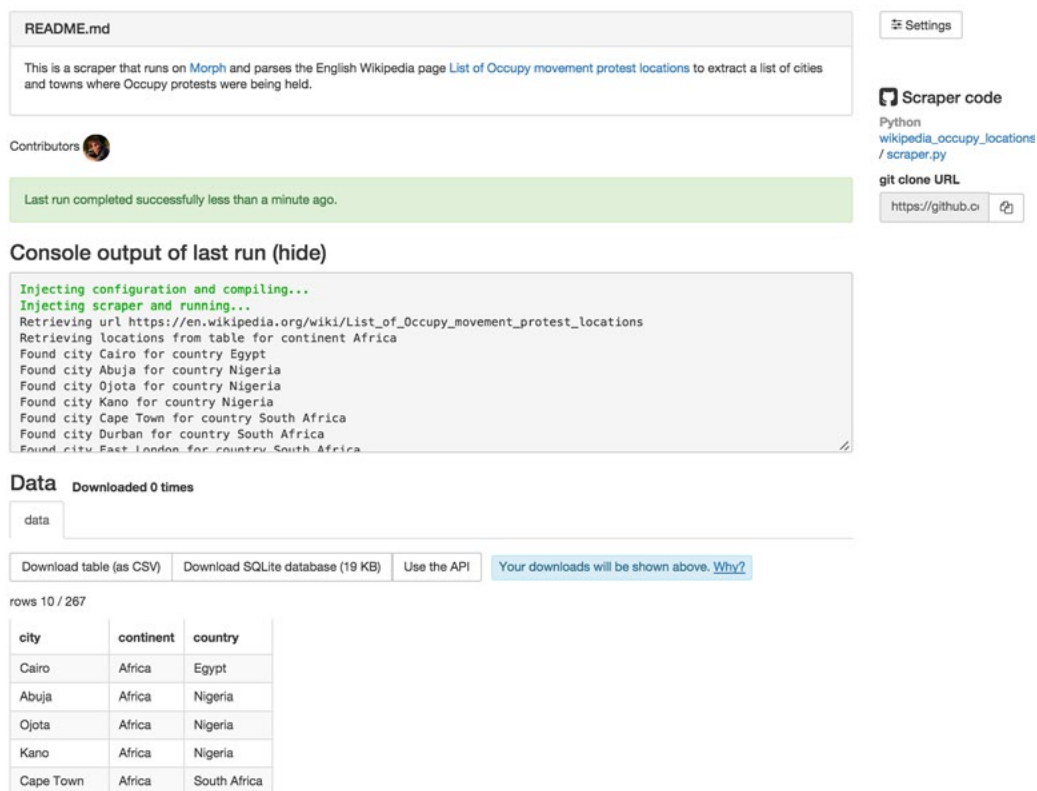 README.md
This is a scraper that runs on Morph and parses the English Wikipedia page List of Occupy movement protest locations to extract a list of cities
and towns where Occupy protests were being held.
Contributors
Last run completed successfully less than a minute ago.
Console output of last run (hide)
Injecting configuration and compiling...
Injecting scraper and running...
Retrieving url https://en.wikipedia.org/wiki/List_of_Occupy_movement_protest_locations
Retrieving locations from table for continent Africa
Found city Cairo for country Egypt
Found city Abuja for country Nigeria
Found city Ojota for country Nigeria
Found city Kano for country Nigeria
Found city Cape Town for country South Africa
Found city Durban for country South Africa
Found city East London for country South Africa
Data Downloaded 0 times
data
Download table (as CSV) Download SQLite database (19 KB) Use the API Your downloads will be shown above. Why?
rows 10 / 267
city continent country
Cairo Africa Egypt
Abuja Africa Nigeria
Ojota Africa Nigeria
Kano Africa Nigeria
Cape Town Africa South Africa
Settings
Scraper code
Python
wikipedia_occupy_locations
/ scraper.py
git clone URL
https://github.co